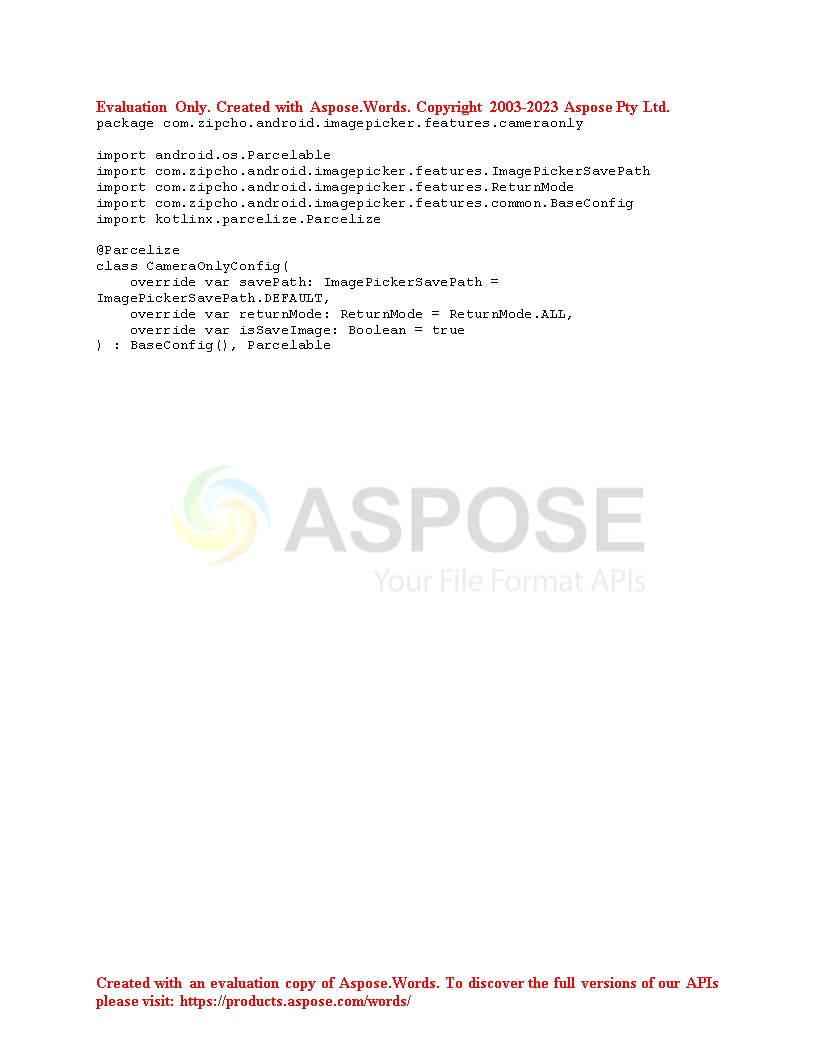 Evaluation Only. Created with Aspose.Words. Copyright 2003-2023 Aspose Pty Ltd.
package com.zipcho.android.imagepicker.features.cameraonly

import android.os.Parcelable
import com.zipcho.android.imagepicker.features.ImagePickerSavePath
import com.zipcho.android.imagepicker.features.ReturnMode
import com.zipcho.android.imagepicker.features.common.BaseConfig
import kotlinx.parcelize.Parcelize

@Parcelize
class CameraOnlyConfig(
    override var savePath: ImagePickerSavePath =
ImagePickerSavePath.DEFAULT,
    override var returnMode: ReturnMode = ReturnMode.ALL,
    override var isSaveImage: Boolean = true
) : BaseConfig(), Parcelable

ASPOSE
Your File Format APIs

Created with an evaluation copy of Aspose.Words. To discover the full versions of our APIs
please visit: https://products.aspose.com/words/